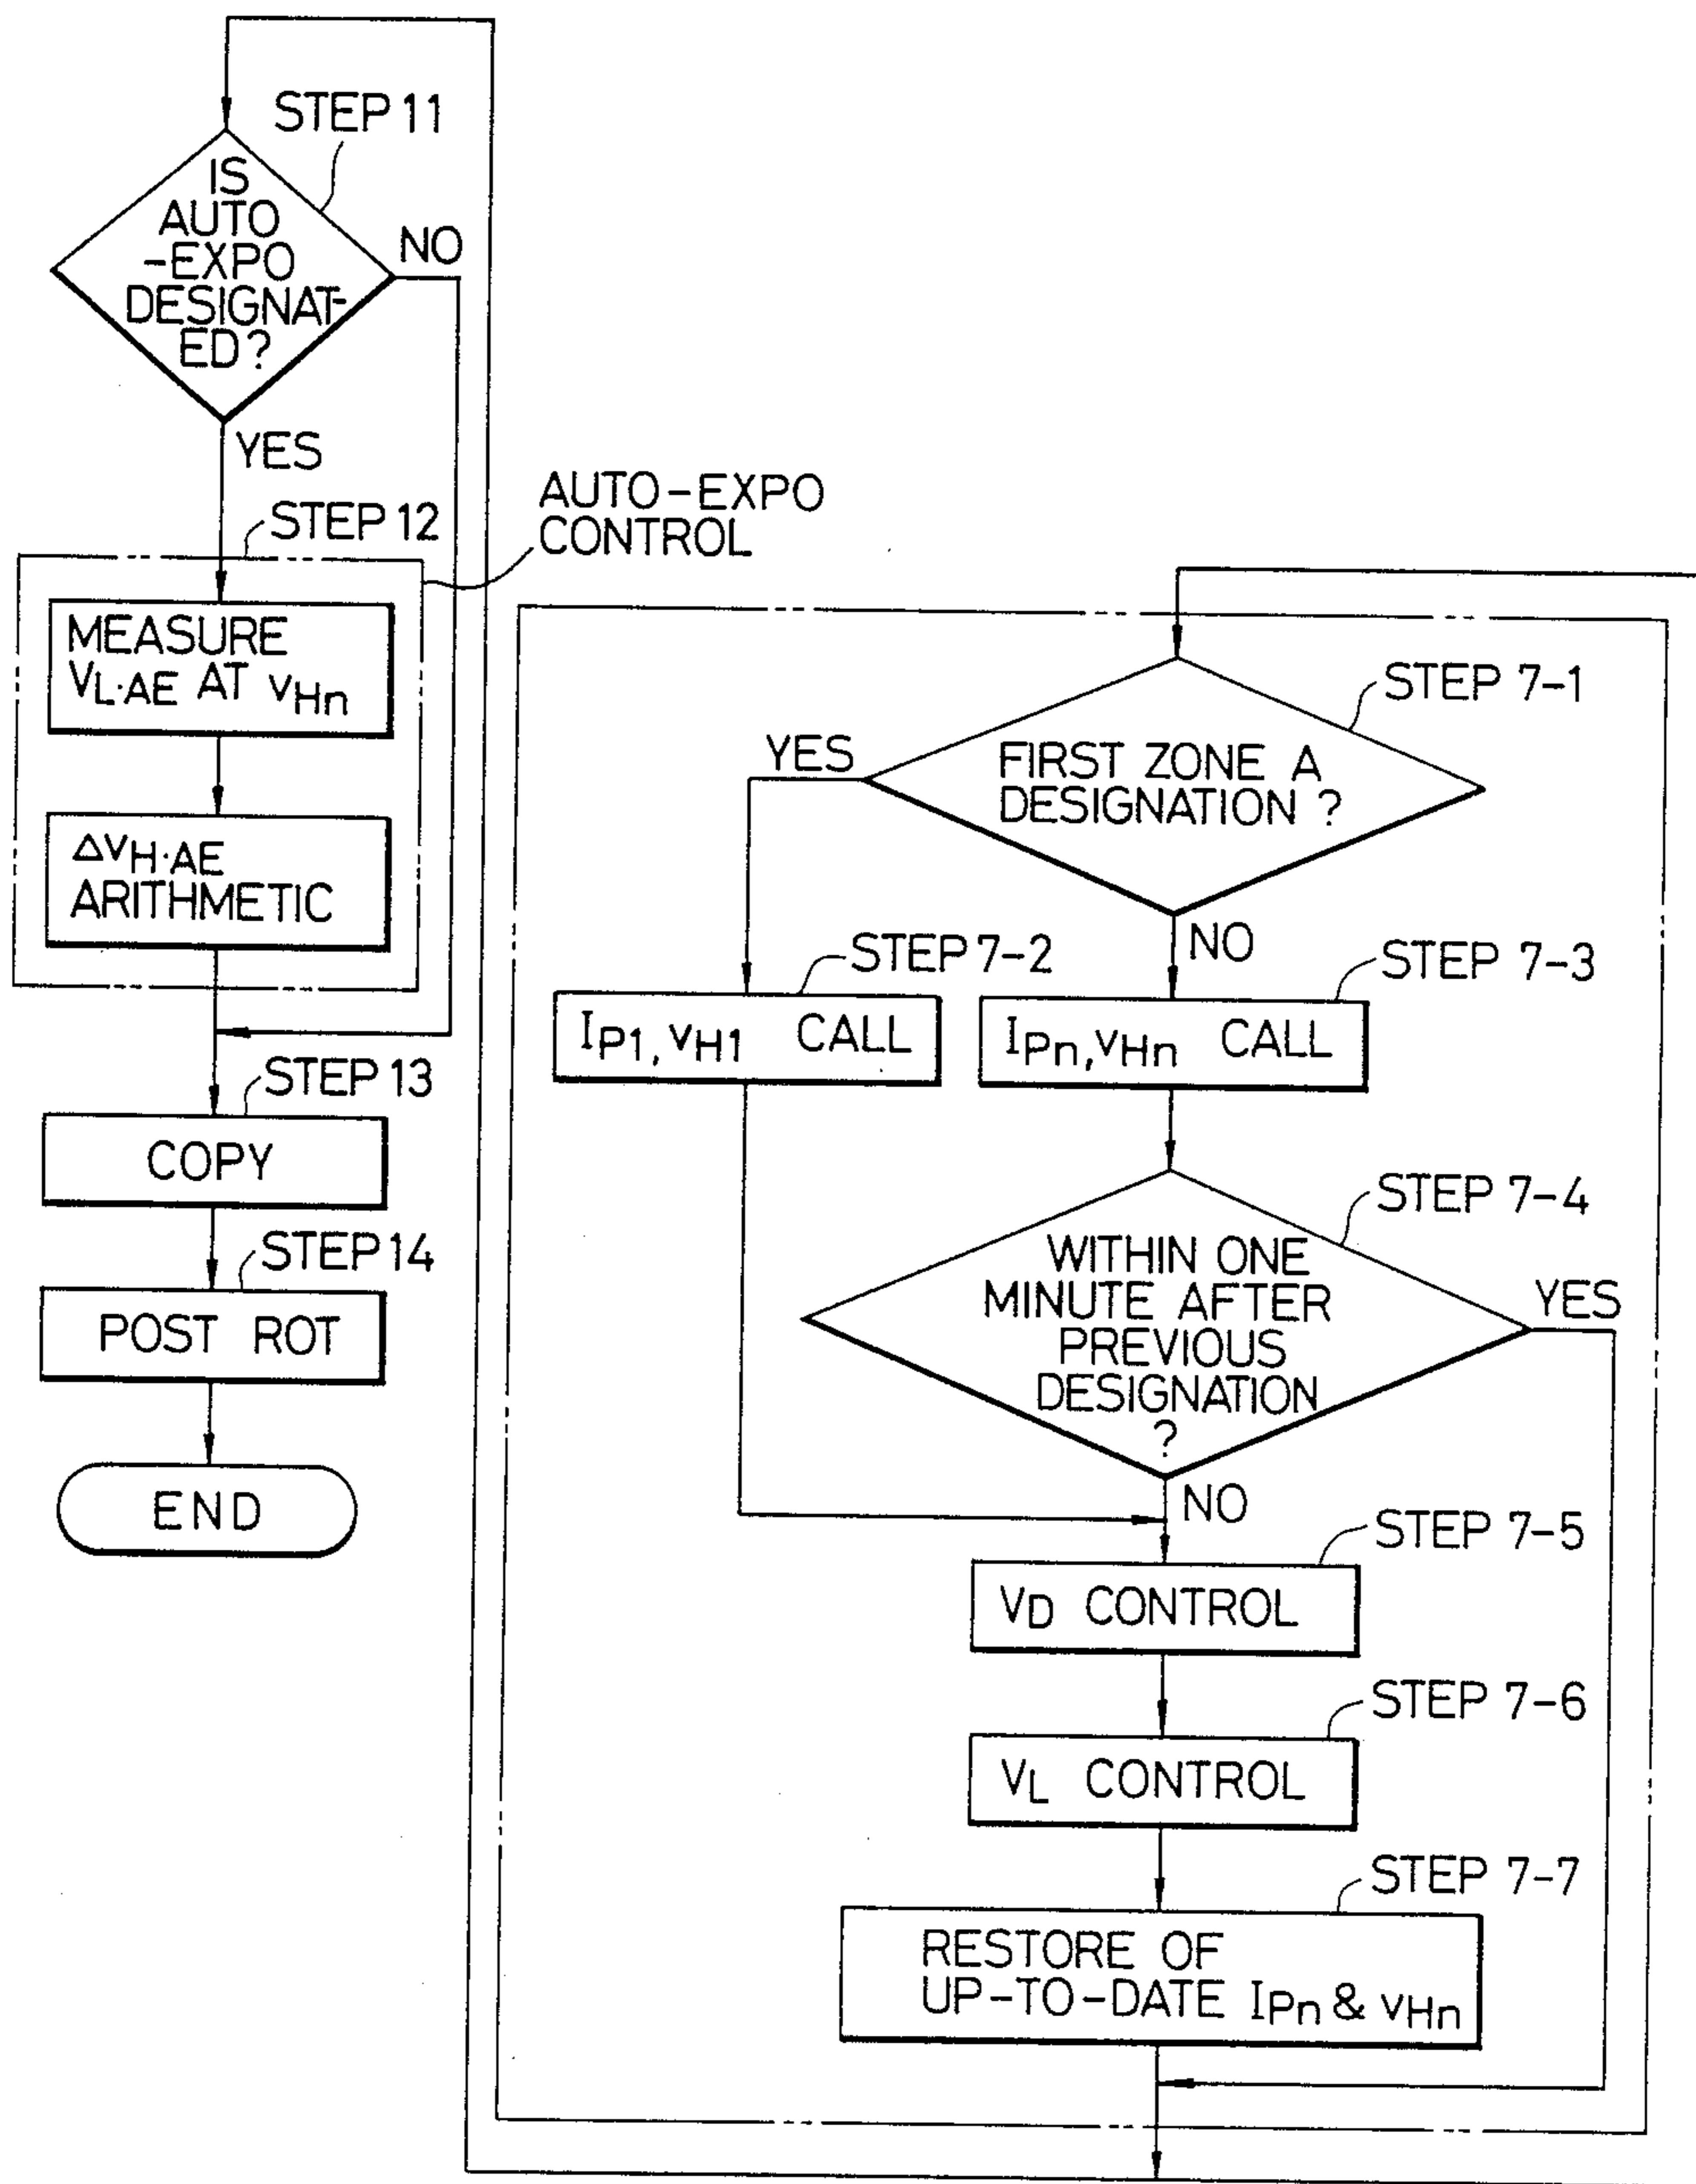 STEP 11
IS
AUTO
-EXPO
DESIGNAT-
ED?
NO
YES
STEP 12
AUTO-EXPO
CONTROL
MEASURE
VL·AE AT VHn
ΔVH·AE
ARITHMETIC
STEP 13
COPY
STEP 14
POST ROT
END
STEP 7-1
FIRST ZONE A
DESIGNATION ?
YES
NO
STEP 7-2
IP1, VH1 CALL
STEP 7-3
IPn, VHn CALL
STEP 7-4
WITHIN ONE
MINUTE AFTER
PREVIOUS
DESIGNATION
?
YES
NO
STEP 7-5
VD CONTROL
STEP 7-6
VL CONTROL
STEP 7-7
RESTORE OF
UP-TO-DATE IPn & VHn